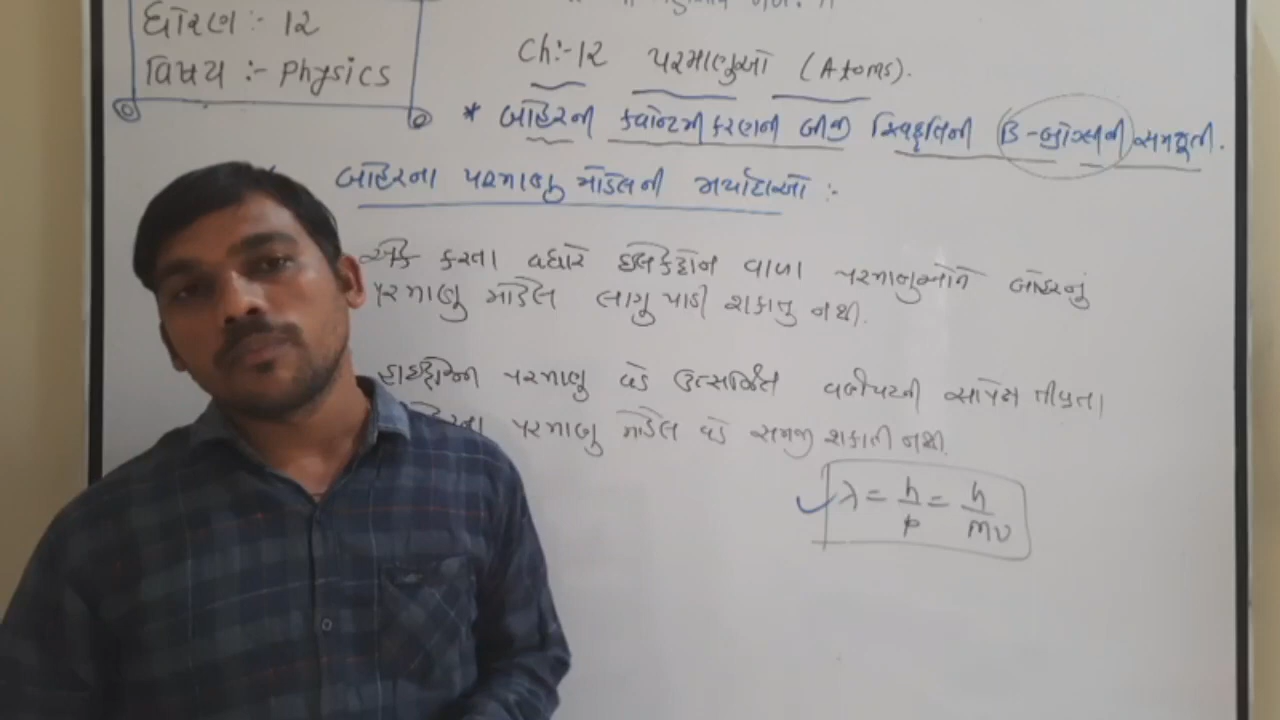 ધોરણ :- ૧૨
વિષય :- Physics
Ch:-12 પરમાણુઓ (Atoms).
* બોહરની ક્વોન્ટમીકરણની બીજી સ્વિકૃતિની ડિ-બ્રોગ્લીની સમજૂતી.
બોહરના પરમાણુ મોડેલની મર્યાદાઓ :-
એક કરતા વધારે ઇલેક્ટ્રોન વાળા પરમાણુઓને બોહરનું
પરમાણુ મોડેલ લાગુ પાડી શકાતુ નથી.
હાઇડ્રોજન પરમાણુ વડે ઉત્સર્જિત વર્ણપટની સાપેક્ષ તીવ્રતા
પરમાણુ મોડેલ વડે સમજી શકાતી નથી.
λ = h/p = h/mv